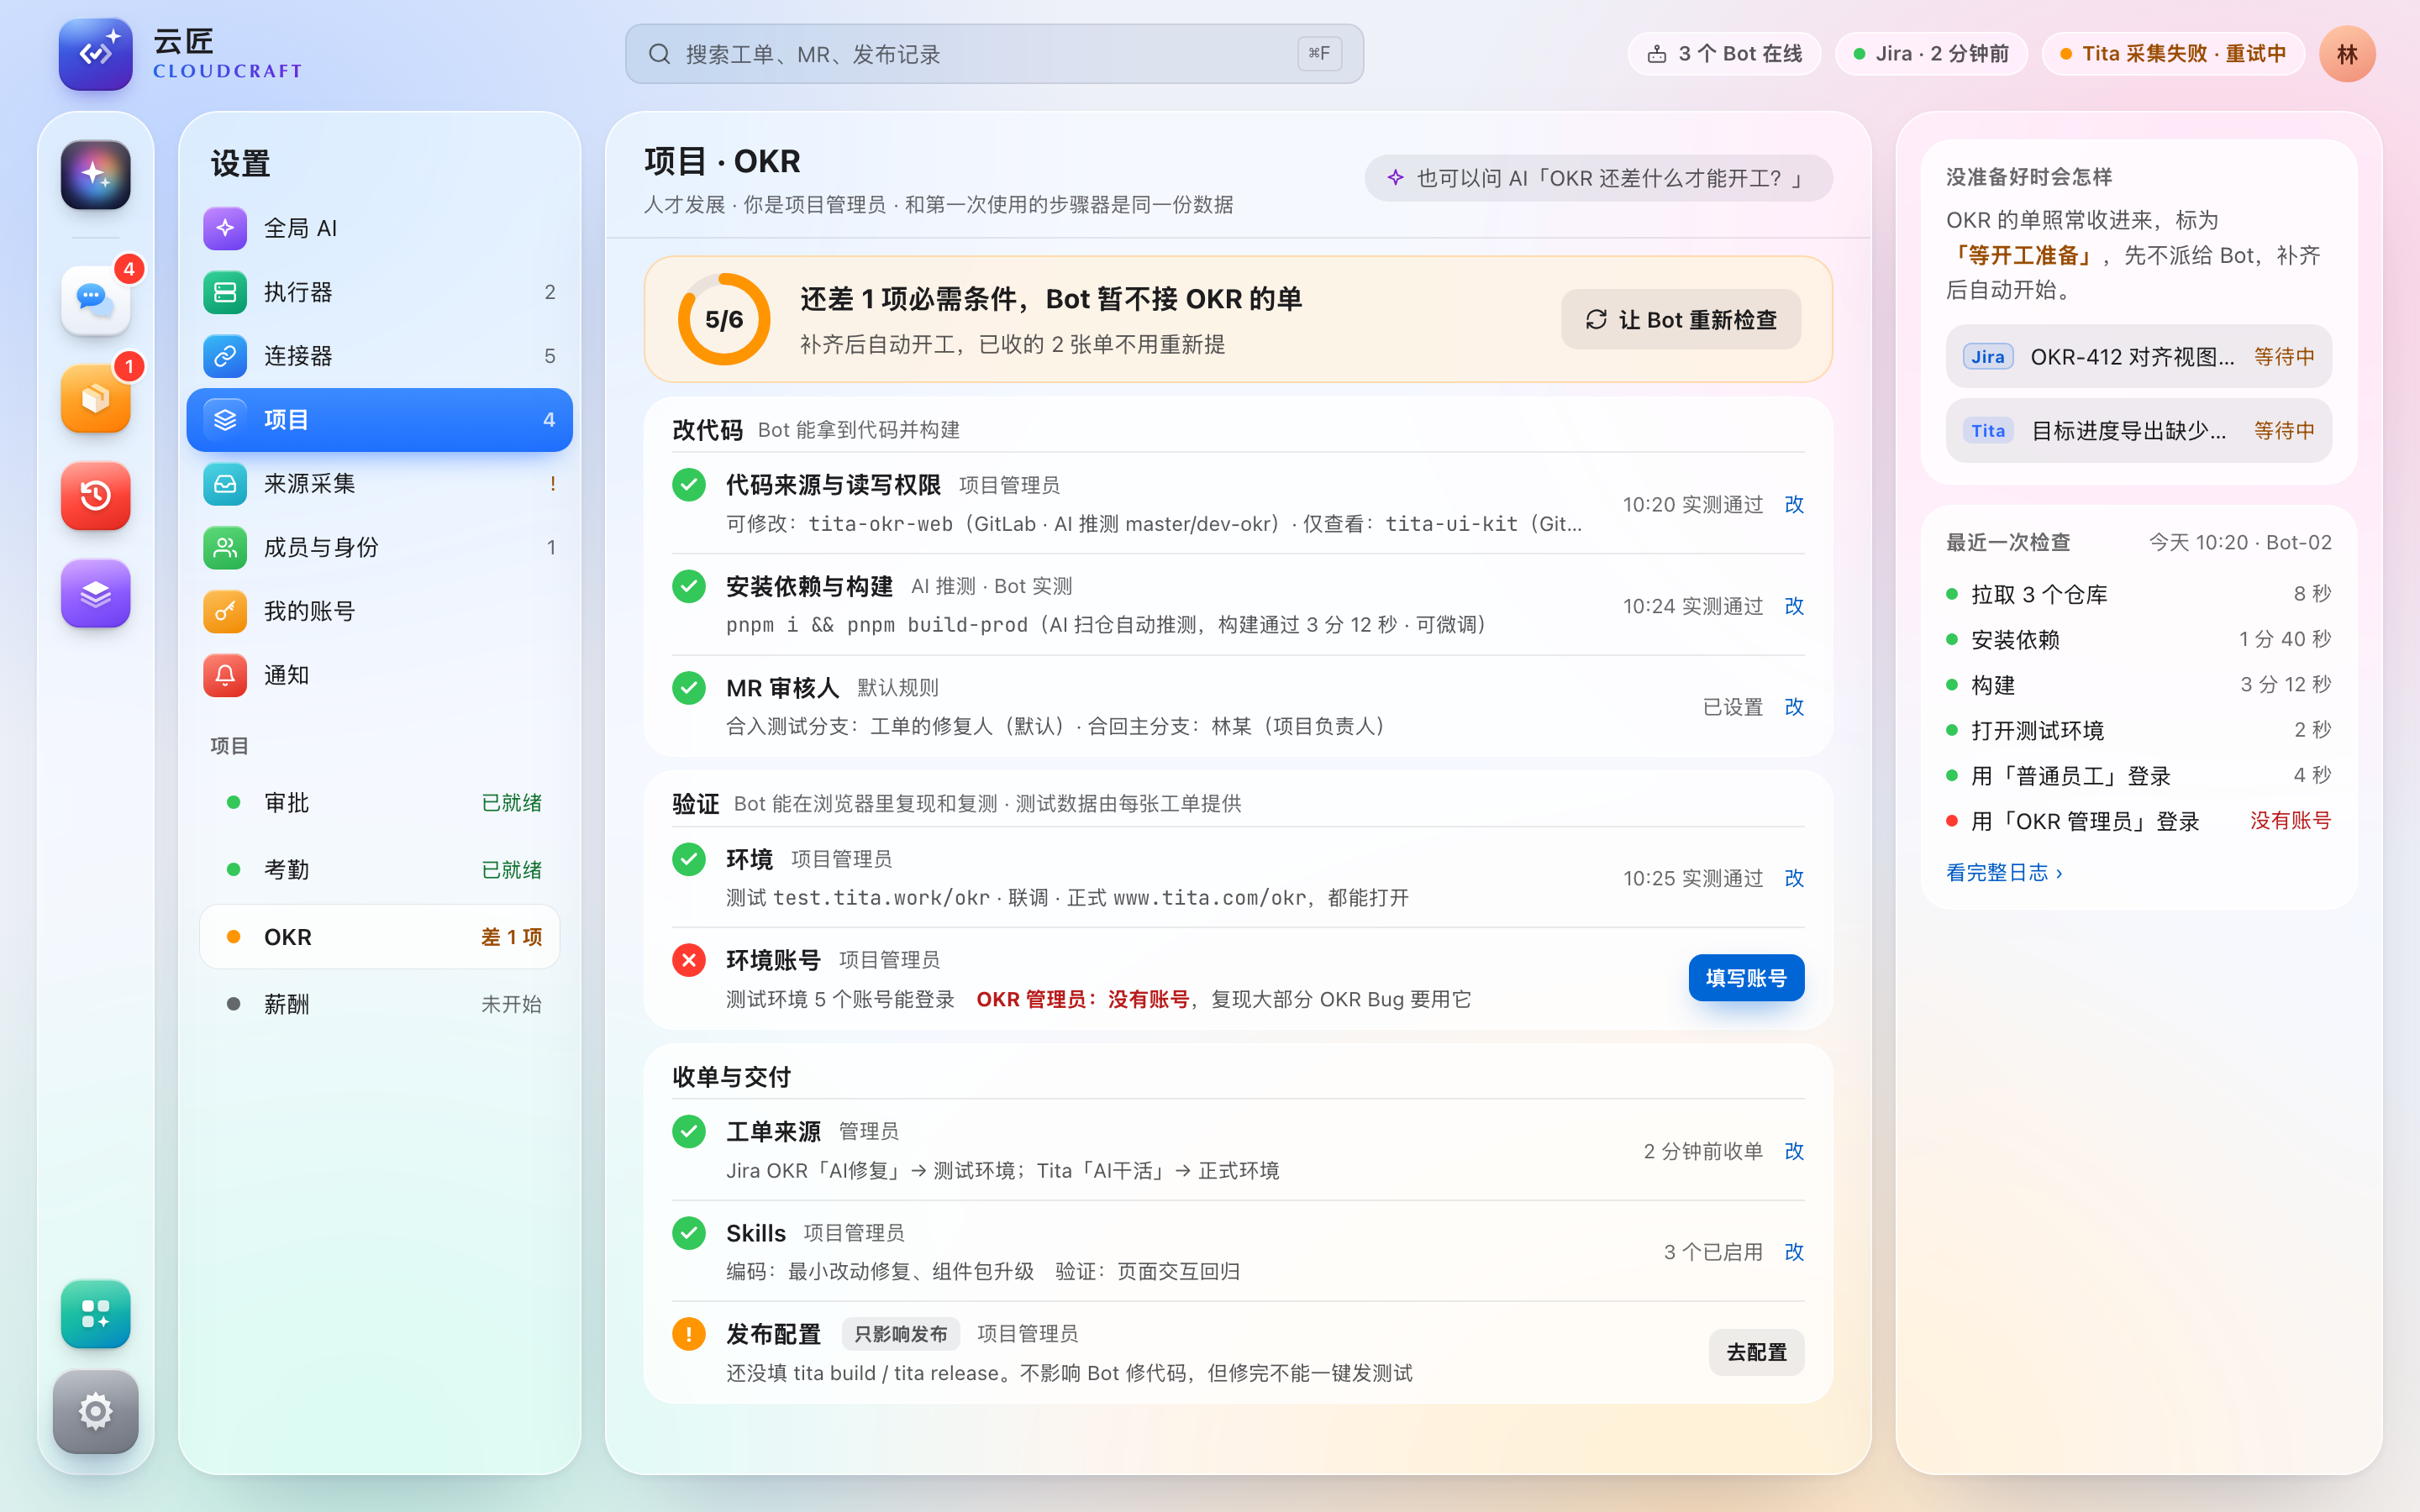 云匠
CLOUDCRAFT
搜索工单、MR、发布记录
⌘F
3 个 Bot 在线
Jira · 2 分钟前
Tita 采集失败 · 重试中
林
4
1
设置
全局 AI
执行器 2
连接器 5
项目 4
来源采集 !
成员与身份 1
我的账号
通知
项目
审批 已就绪
考勤 已就绪
OKR 差 1 项
薪酬 未开始
项目 · OKR
人才发展 · 你是项目管理员 · 和第一次使用的步骤器是同一份数据
也可以问 AI「OKR 还差什么才能开工？」
5/6
还差 1 项必需条件，Bot 暂不接 OKR 的单
补齐后自动开工，已收的 2 张单不用重新提
让 Bot 重新检查
改代码 Bot 能拿到代码并构建
代码来源与读写权限 项目管理员
可修改：tita-okr-web（GitLab · AI 推测 master/dev-okr）· 仅查看：tita-ui-kit（Git...
10:20 实测通过 改
安装依赖与构建 AI 推测 · Bot 实测
pnpm i && pnpm build-prod（AI 扫仓自动推测，构建通过 3 分 12 秒 · 可微调）
10:24 实测通过 改
MR 审核人 默认规则
合入测试分支：工单的修复人（默认）· 合回主分支：林某（项目负责人）
已设置 改
验证 Bot 能在浏览器里复现和复测 · 测试数据由每张工单提供
环境 项目管理员
测试 test.tita.work/okr · 联调 · 正式 www.tita.com/okr，都能打开
10:25 实测通过 改
环境账号 项目管理员
测试环境 5 个账号能登录 OKR 管理员：没有账号，复现大部分 OKR Bug 要用它
填写账号
收单与交付
工单来源 管理员
Jira OKR「AI修复」→ 测试环境；Tita「AI干活」→ 正式环境
2 分钟前收单 改
Skills 项目管理员
编码：最小改动修复、组件包升级 验证：页面交互回归
3 个已启用 改
发布配置 只影响发布 项目管理员
还没填 tita build / tita release。不影响 Bot 修代码，但修完不能一键发测试
去配置
没准备好时会怎样
OKR 的单照常收进来，标为
「等开工准备」，先不派给 Bot，补齐
后自动开始。
Jira OKR-412 对齐视图... 等待中
Tita 目标进度导出缺少... 等待中
最近一次检查 今天 10:20 · Bot-02
拉取 3 个仓库 8 秒
安装依赖 1 分 40 秒
构建 3 分 12 秒
打开测试环境 2 秒
用「普通员工」登录 4 秒
用「OKR 管理员」登录 没有账号
看完整日志 ›